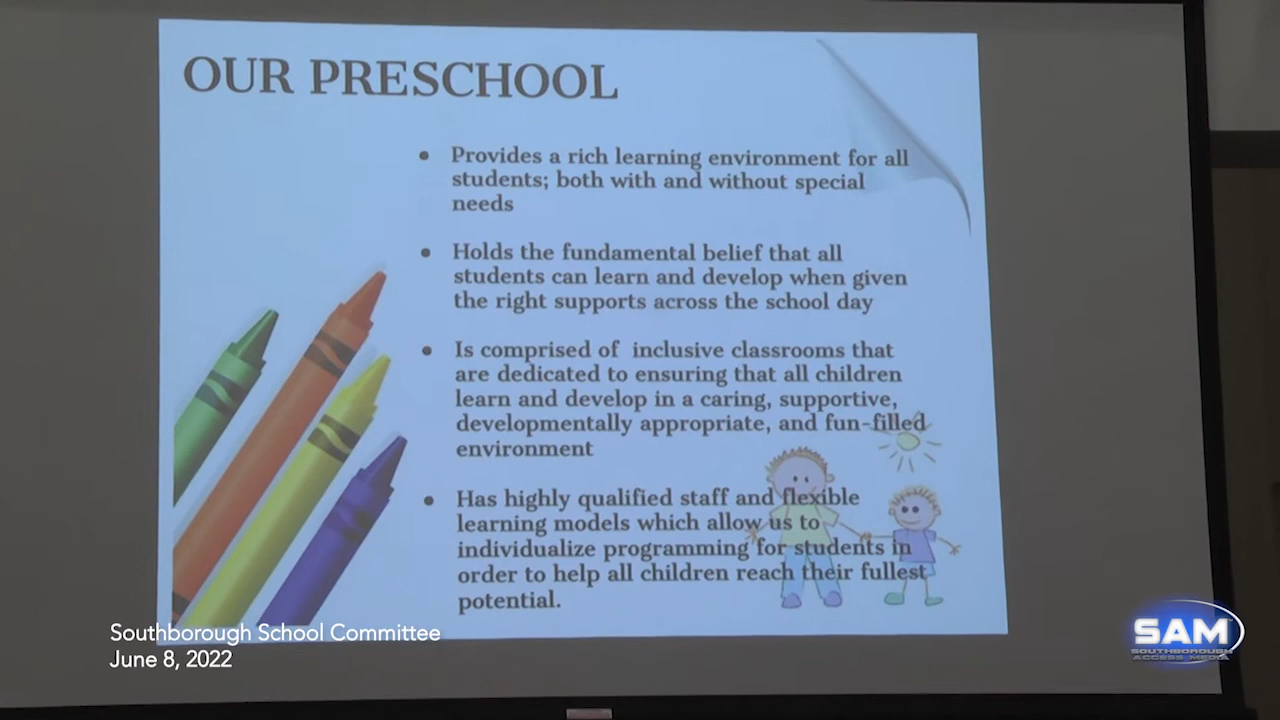 OUR PRESCHOOL
• Provides a rich learning environment for all
students; both with and without special
needs
• Holds the fundamental belief that all
students can learn and develop when given
the right supports across the school day
• Is comprised of inclusive classrooms that
are dedicated to ensuring that all children
learn and develop in a caring, supportive,
developmentally appropriate, and fun-filled
environment
• Has highly qualified staff and flexible
learning models which allow us to
individualize programming for students in
order to help all children reach their fullest
potential.
Southborough School Committee
June 8, 2022
SAM
SOUTHBOROUGH
ACCESS MEDIA